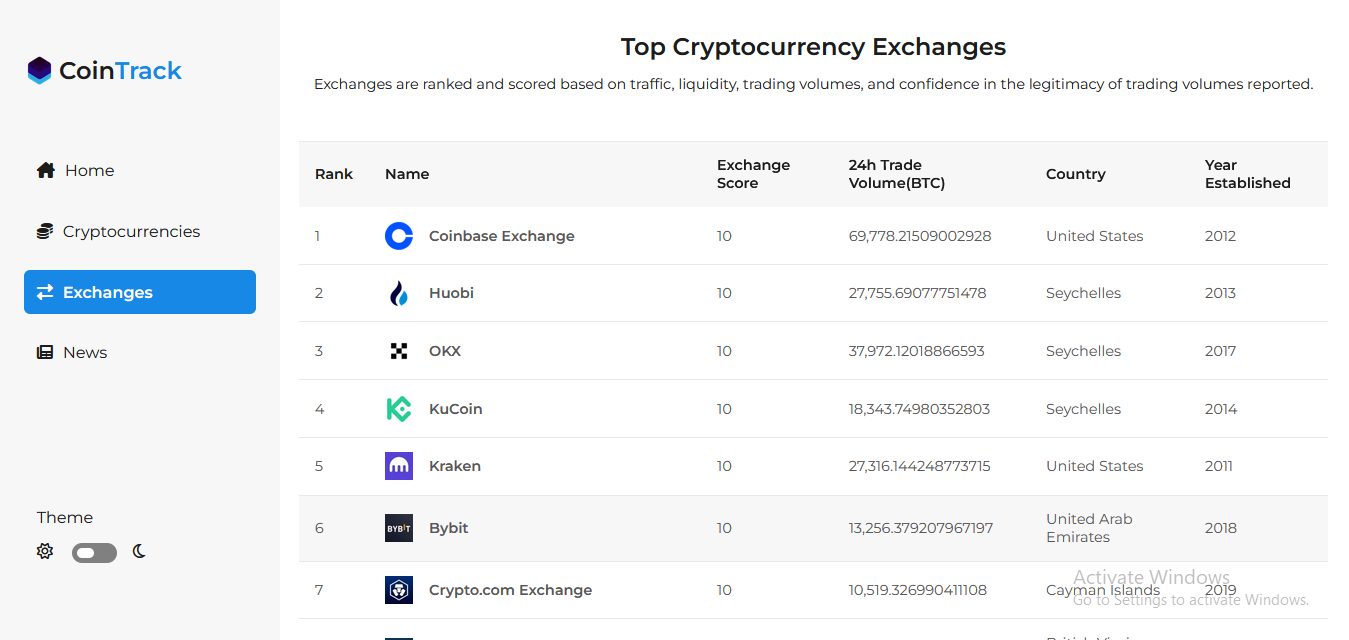 CoinTrack
Home
Cryptocurrencies
Exchanges
News
Theme
Top Cryptocurrency Exchanges
Exchanges are ranked and scored based on traffic, liquidity, trading volumes, and confidence in the legitimacy of trading volumes reported.
Rank Name Exchange Score 24h Trade Volume(BTC) Country Year Established
1 Coinbase Exchange 10 69,778.21509002928 United States 2012
2 Huobi 10 27,755.69077751478 Seychelles 2013
3 OKX 10 37,972.12018866593 Seychelles 2017
4 KuCoin 10 18,343.74980352803 Seychelles 2014
5 Kraken 10 27,316.144248773715 United States 2011
6 BYBIT Bybit 10 13,256.379207967197 United Arab Emirates 2018
7 Crypto.com Exchange 10 10,519.326990411108 Cayman Islands 2019
Activate Windows
Go to Settings to activate Windows.